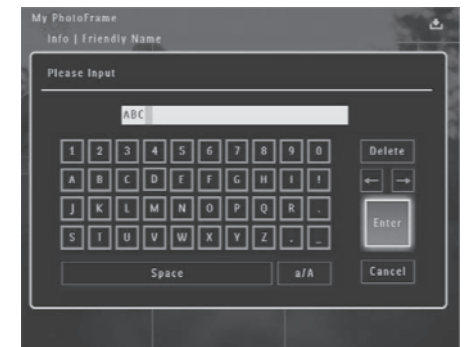 My PhotoFrame
Info | Friendly Name
Please Input
ABC
1 2 3 4 5 6 7 8 9 0 Delete
A B C D E F G H I ! ← →
J K L M N O P Q R . Enter
S T U V W X Y Z , _
Space a/A Cancel